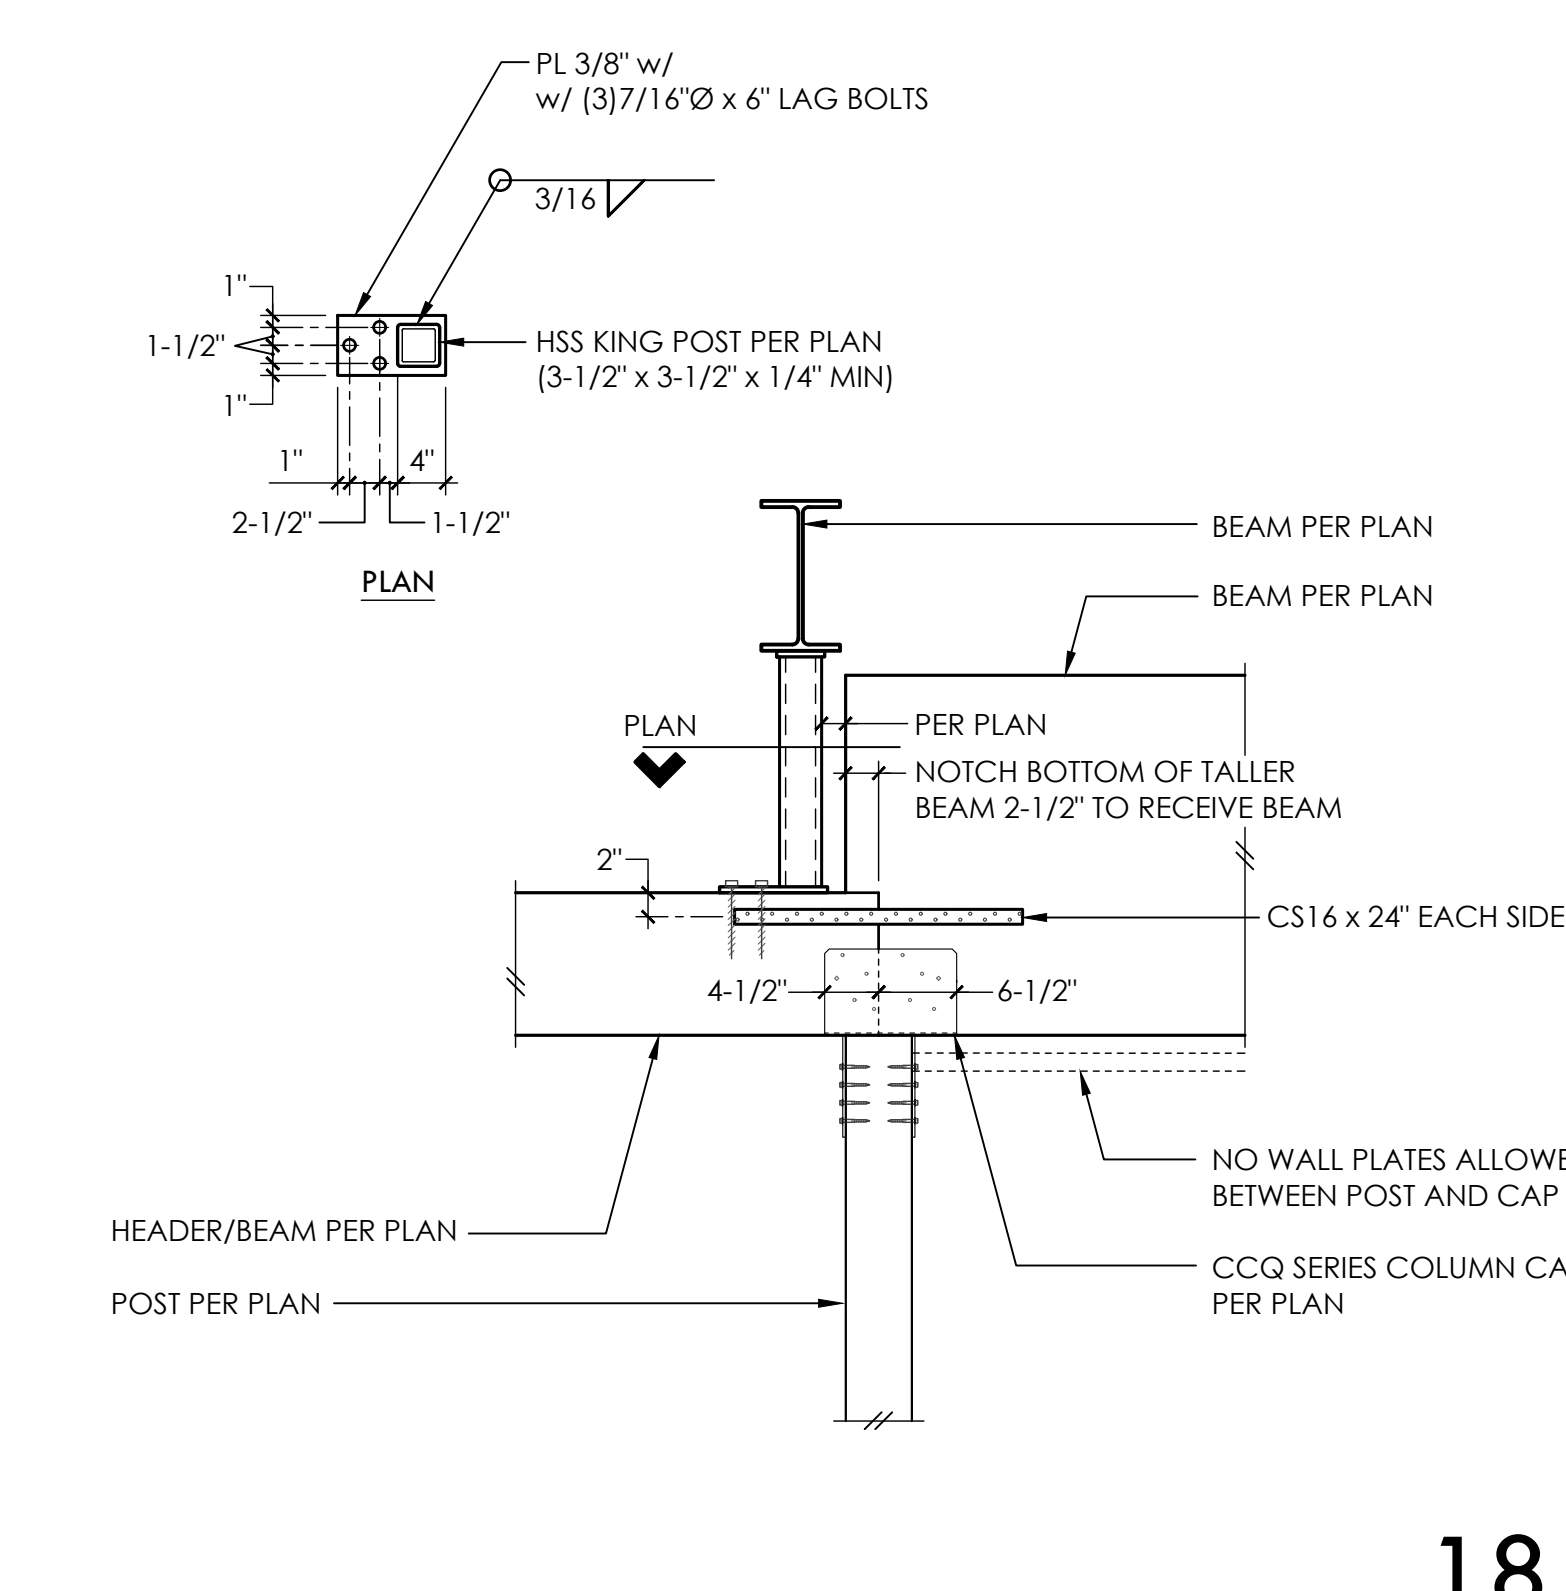 PL 3/8" w/
w/ (3)7/16"Ø x 6" LAG BOLTS
3/16
1"
1-1/2"
1"
HSS KING POST PER PLAN
(3-1/2" x 3-1/2" x 1/4" MIN)
1"
4"
2-1/2"
1-1/2"
PLAN
BEAM PER PLAN
BEAM PER PLAN
PLAN
PER PLAN
NOTCH BOTTOM OF TALLER
BEAM 2-1/2" TO RECEIVE BEAM
2"
CS16 x 24" EACH SIDE
4-1/2"
6-1/2"
NO WALL PLATES ALLOWE
BETWEEN POST AND CAP
HEADER/BEAM PER PLAN
CCQ SERIES COLUMN CA
PER PLAN
POST PER PLAN
18